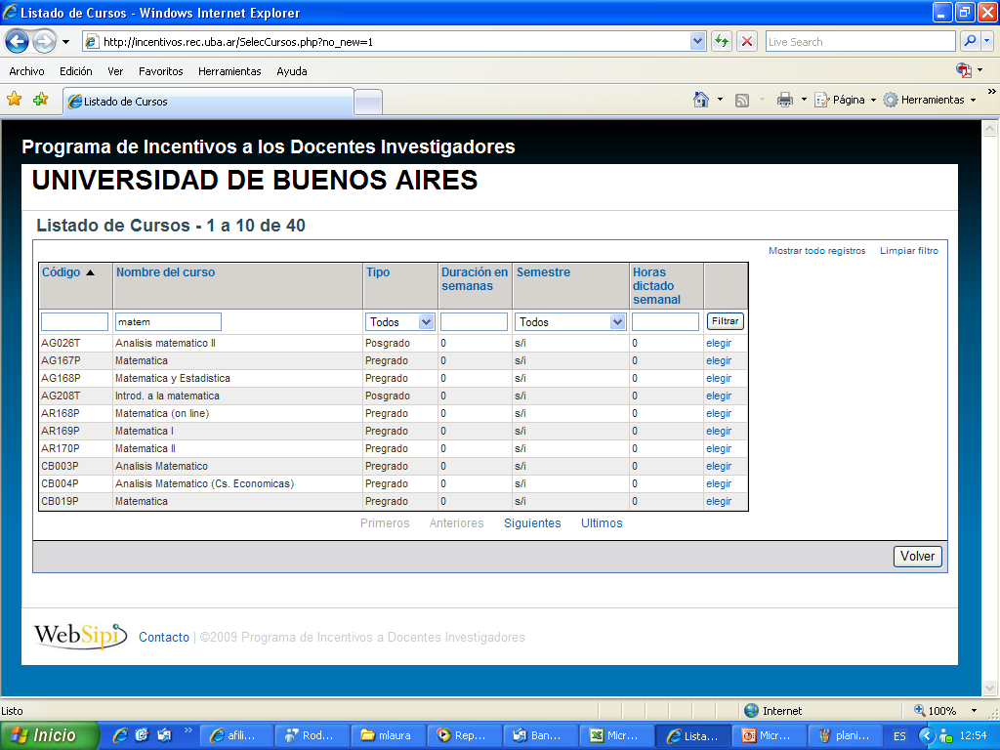 Listado de Cursos - Windows Internet Explorer
http://incentivos.rec.uba.ar/SelecCursos.php?no_new=1
Live Search
Archivo Edición Ver Favoritos Herramientas Ayuda
Listado de Cursos
Página Herramientas
Programa de Incentivos a los Docentes Investigadores
UNIVERSIDAD DE BUENOS AIRES
Listado de Cursos - 1 a 10 de 40
Mostrar todo registros Limpiar filtro
Código Nombre del curso Tipo Duración en semanas Semestre Horas dictado semanal
matem Todos Todos Filtrar
AG026T Analisis matematico II Posgrado 0 s/i 0 elegir
AG167P Matematica Pregrado 0 s/i 0 elegir
AG168P Matematica y Estadistica Pregrado 0 s/i 0 elegir
AG208T Introd. a la matematica Posgrado 0 s/i 0 elegir
AR168P Matematica (on line) Pregrado 0 s/i 0 elegir
AR169P Matematica I Pregrado 0 s/i 0 elegir
AR170P Matematica II Pregrado 0 s/i 0 elegir
CB003P Analisis Matematico Pregrado 0 s/i 0 elegir
CB004P Analisis Matematico (Cs. Economicas) Pregrado 0 s/i 0 elegir
CB019P Matematica Pregrado 0 s/i 0 elegir
Primeros Anteriores Siguientes Ultimos
Volver
WebSipi Contacto | ©2009 Programa de Incentivos a Docentes Investigadores
Listo Internet 100%
Inicio afili... Rod... mlaura Rep... Ban... Micr... Lista... Micr... plani... ES 12:54